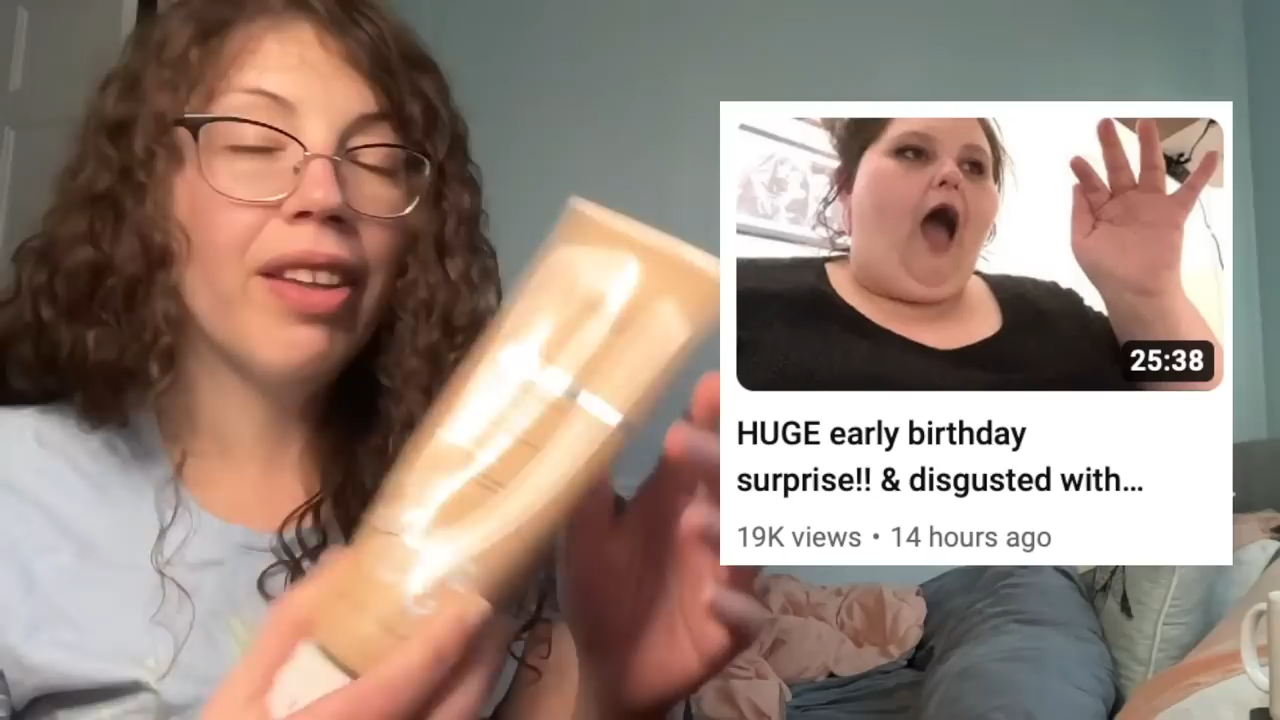 25:38
HUGE early birthday
surprise!! & disgusted with...
19K views • 14 hours ago